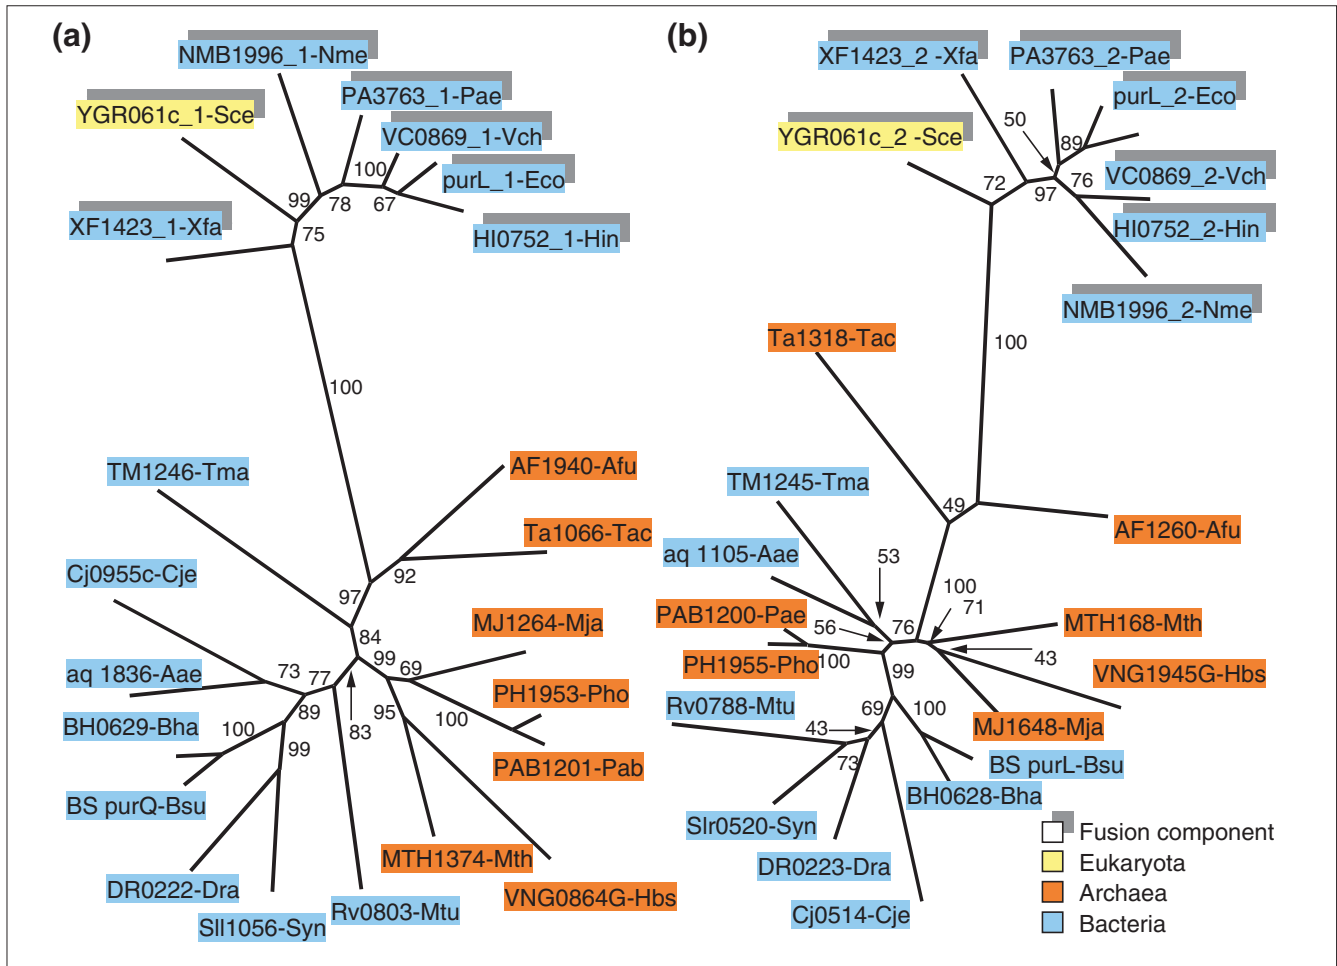 (a)
NMB1996_1-Nme
PA3763_1-Pae
YGR061c_1-Sce
VC0869_1-Vch
100
purL_1-Eco
99
78
67
XF1423_1-Xfa
75
HI0752_1-Hin
100
TM1246-Tma
AF1940-Afu
Ta1066-Tac
Cj0955c-Cje
92
97
MJ1264-Mja
84
99
69
aq 1836-Aae
73
77
PH1953-Pho
BH0629-Bha
100
89
95
100
83
99
PAB1201-Pab
BS purQ-Bsu
MTH1374-Mth
DR0222-Dra
VNG0864G-Hbs
Sll1056-Syn
Rv0803-Mtu
(b)
XF1423_2 -Xfa
PA3763_2-Pae
purL_2-Eco
50
YGR061c_2 -Sce
89
VC0869_2-Vch
72
97
76
HI0752_2-Hin
NMB1996_2-Nme
Ta1318-Tac
100
TM1245-Tma
49
AF1260-Afu
aq 1105-Aae
53
100
71
PAB1200-Pae
56
76
MTH168-Mth
43
PH1955-Pho
100
99
VNG1945G-Hbs
Rv0788-Mtu
69
100
MJ1648-Mja
43
73
BS purL-Bsu
BH0628-Bha
Slr0520-Syn
DR0223-Dra
Cj0514-Cje
Fusion component
Eukaryota
Archaea
Bacteria